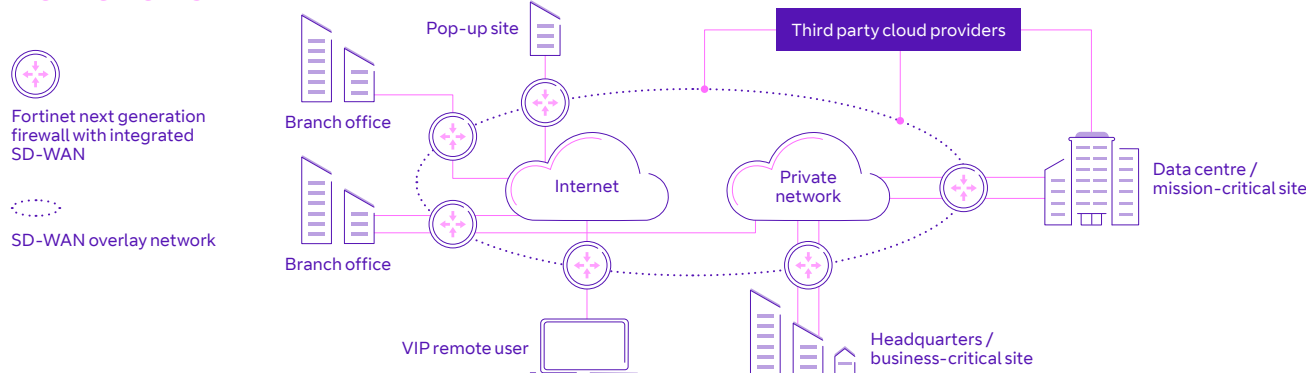 Pop-up site
Third party cloud providers
Fortinet next generation
firewall with integrated
SD-WAN
Branch office
Internet
Private
network
Data centre /
mission-critical site
SD-WAN overlay network
Branch office
VIP remote user
Headquarters /
business-critical site